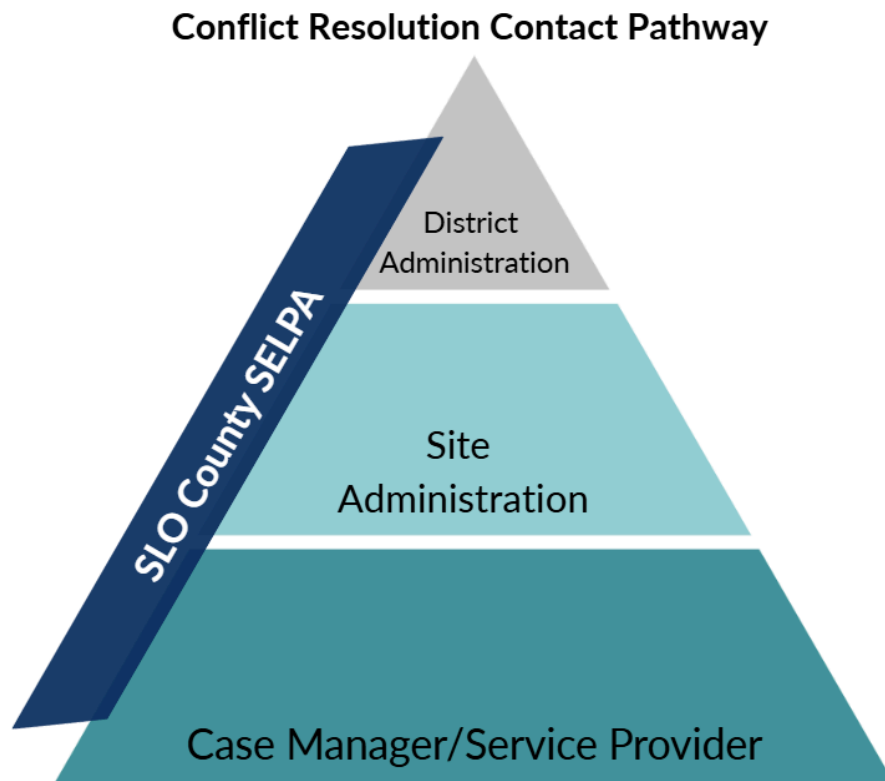 Conflict Resolution Contact Pathway
District
Administration
SLO County SELPA
Site
Administration
Case Manager/Service Provider